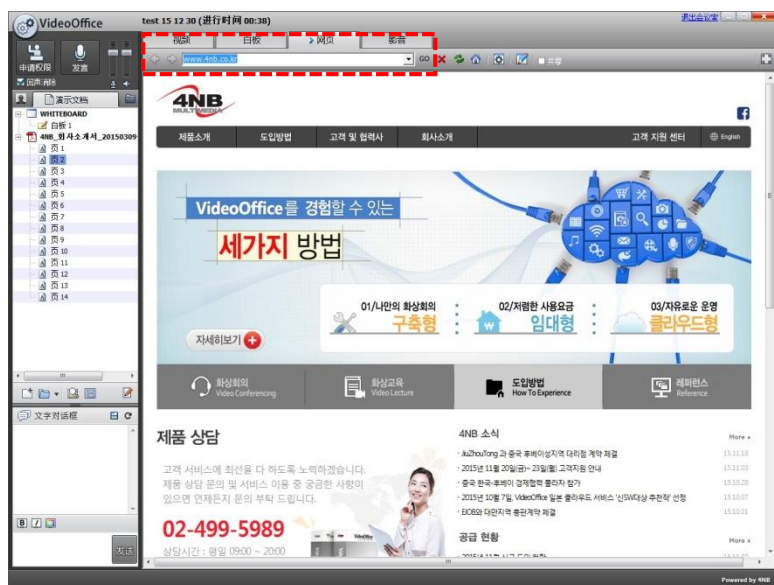 VideoOffice
test 15 12 30 (进行时间 00:38)
退出会议室
视频 白板 网页 影音
申请权限 发言
回声消除
www.4nb.co.kr
GO
共享
演示文档
WHITEBOARD
白板 1
4NB_회사소개서_20150309
页 1
页 2
页 3
页 4
页 5
页 6
页 7
页 8
页 9
页 10
页 11
页 12
页 13
页 14
文字对话框
B I
发送
4NB
MULTIMEDIA
제품소개 도입방법 고객 및 협력사 회사소개 고객 지원 센터 English
VideoOffice를 경험할 수 있는
세가지 방법
자세히보기
01/나만의 화상회의
구축형
02/저렴한 사용요금
임대형
03/자유로운 운영
클라우드형
화상회의
Video Conferencing
화상교육
Video Lecture
도입방법
How To Experience
레퍼런스
Reference
제품 상담
고객 서비스에 최선을 다 하도록 노력하겠습니다.
제품 상담 문의 및 서비스 이용 중 궁금한 사항이
있으면 언제든지 문의 부탁 드립니다.
02-499-5989
상담시간 : 평일 09:00 ~ 20:00
4NB 소식 More
· JiuZhouTong 과 중국 후베이성지역 대리점 계약 체결 15.11.18
· 2015년 11월 20일(금)~ 23일(월) 고객지원 안내 15.11.03
· 중국 한국-후베이 경제협력 플라자 참가 15.10.28
· 2015년 10월 7일, VideoOffice 일본 클라우드 서비스 '신SW대상 추천작' 선정 15.10.07
· EJOB와 대만지역 총판계약 체결 15.10.01
공급 현황 More
Powered by 4NB